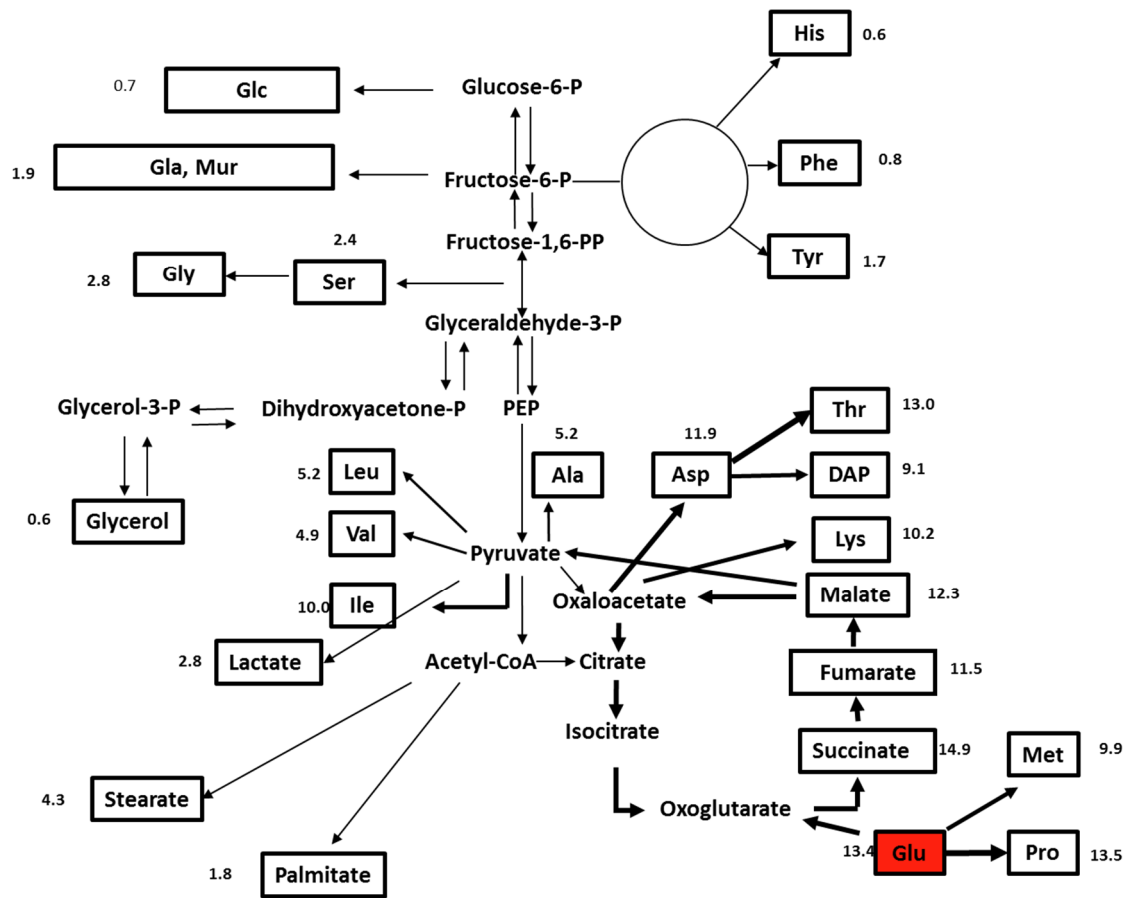 His
0.6
0.7
Glc
Glucose-6-P
1.9
Gla, Mur
Fructose-6-P
Phe
0.8
Fructose-1,6-PP
2.4
2.8
Gly
Ser
Tyr
1.7
Glyceraldehyde-3-P
Glycerol-3-P
Dihydroxyacetone-P
PEP
Thr
13.0
5.2
11.9
5.2
Leu
Ala
Asp
DAP
9.1
0.6
Glycerol
4.9
Val
Lys
10.2
Pyruvate
10.0
Ile
Oxaloacetate
Malate
12.3
2.8
Lactate
Acetyl-CoA
Citrate
Fumarate
11.5
Isocitrate
Succinate
14.9
Met
9.9
4.3
Stearate
Oxoglutarate
13.4
Glu
Pro
13.5
1.8
Palmitate